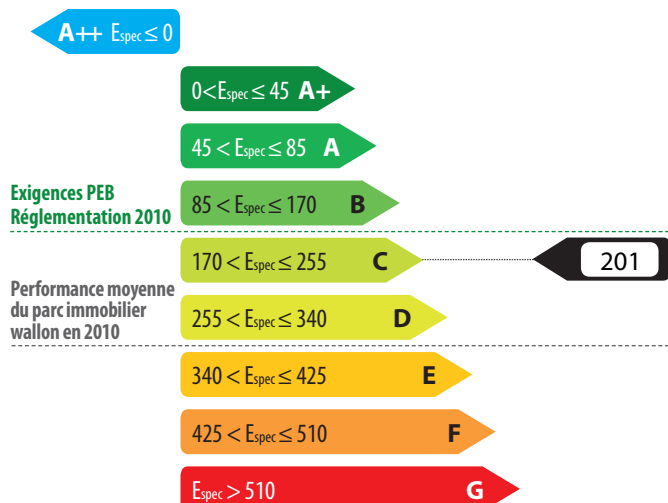 A++ Espec ≤ 0
0<Espec ≤ 45 A+
45 < Espec ≤ 85 A
Exigences PEB
Réglementation 2010
85 < Espec ≤ 170 B
170 < Espec ≤ 255 C
201
Performance moyenne
du parc immobilier
wallon en 2010
255 < Espec ≤ 340 D
340 < Espec ≤ 425 E
425 < Espec ≤ 510 F
Espec > 510 G